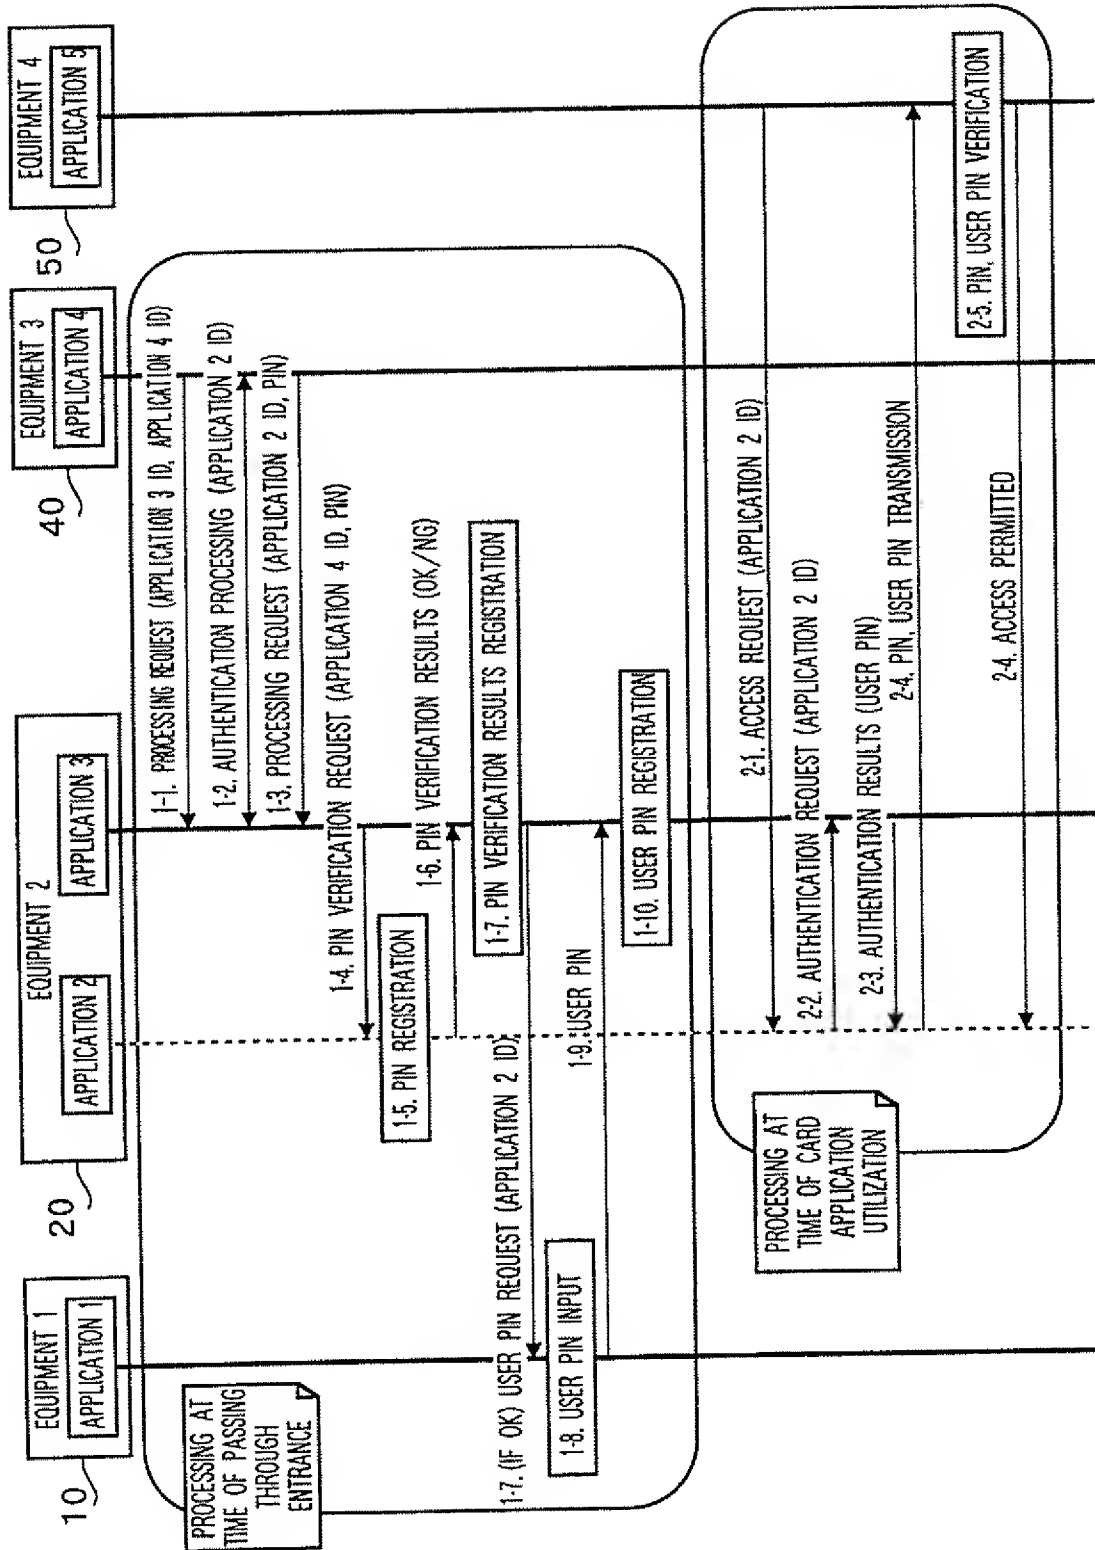 10
EQUIPMENT 1
APPLICATION 1
20
EQUIPMENT 2
APPLICATION 2
APPLICATION 3
40
EQUIPMENT 3
APPLICATION 4
50
EQUIPMENT 4
APPLICATION 5
PROCESSING AT
TIME OF PASSING
THROUGH
ENTRANCE
1-1. PROCESSING REQUEST (APPLICATION 3 ID, APPLICATION 4 ID)
1-2. AUTHENTICATION PROCESSING (APPLICATION 2 ID)
1-3. PROCESSING REQUEST (APPLICATION 2 ID, PIN)
1-4. PIN VERIFICATION REQUEST (APPLICATION 4 ID, PIN)
1-5. PIN REGISTRATION
1-6. PIN VERIFICATION RESULTS (OK/NG)
1-7. PIN VERIFICATION RESULTS REGISTRATION
1-7. (IF OK) USER PIN REQUEST (APPLICATION 2 ID)
1-8. USER PIN INPUT
1-9. USER PIN
1-10. USER PIN REGISTRATION
PROCESSING AT
TIME OF CARD
APPLICATION
UTILIZATION
2-1. ACCESS REQUEST (APPLICATION 2 ID)
2-2. AUTHENTICATION REQUEST (APPLICATION 2 ID)
2-3. AUTHENTICATION RESULTS (USER PIN)
2-4. PIN, USER PIN TRANSMISSION
2-5. PIN, USER PIN VERIFICATION
2-4. ACCESS PERMITTED